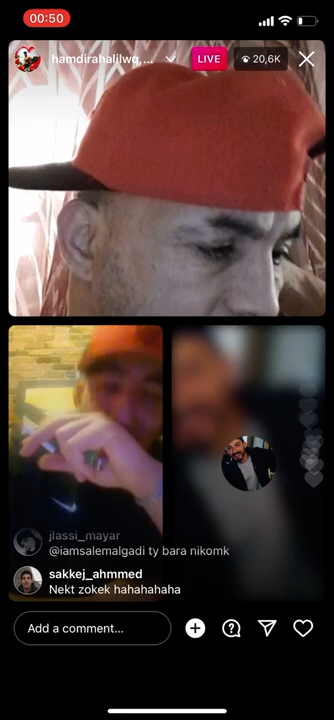 00:50
hamdirahalilwq,... LIVE 20,6K
jlassi_mayar
@iamsalemalgadi ty bara nikomk
sakkej_ahmmed
Nekt zokek hahahahaha
Add a comment...